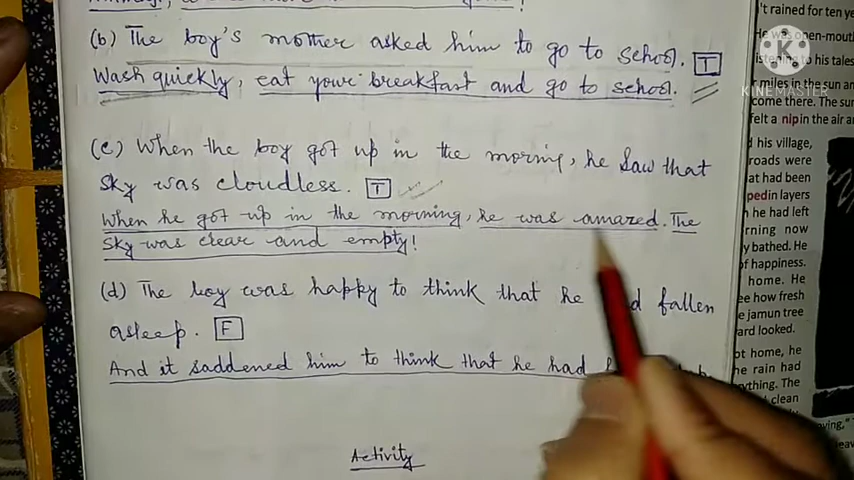 (b) The boy's mother asked him to go to school. T
Wash quickly, eat your breakfast and go to school.
(c) When the boy got up in the morning, he saw that
sky was cloudless. T
When he got up in the morning, he was amazed. The
sky was clear and empty!
(d) The boy was happy to think that he fallen
asleep. F
And it saddened him to think that he had
Activity
K
KINEMASTER
't rained for ten ye
He was open-mout
listening to his tales
r miles in the sun
come there. The sur
felt a nip in the air a
d his village,
roads were
at had been
ped in layers
h he had left
rning now
y bathed. He
of happiness.
home. He
ee how fresh
e jamun tree
ard looked.
ot home, he
he rain had
rything. The
clean